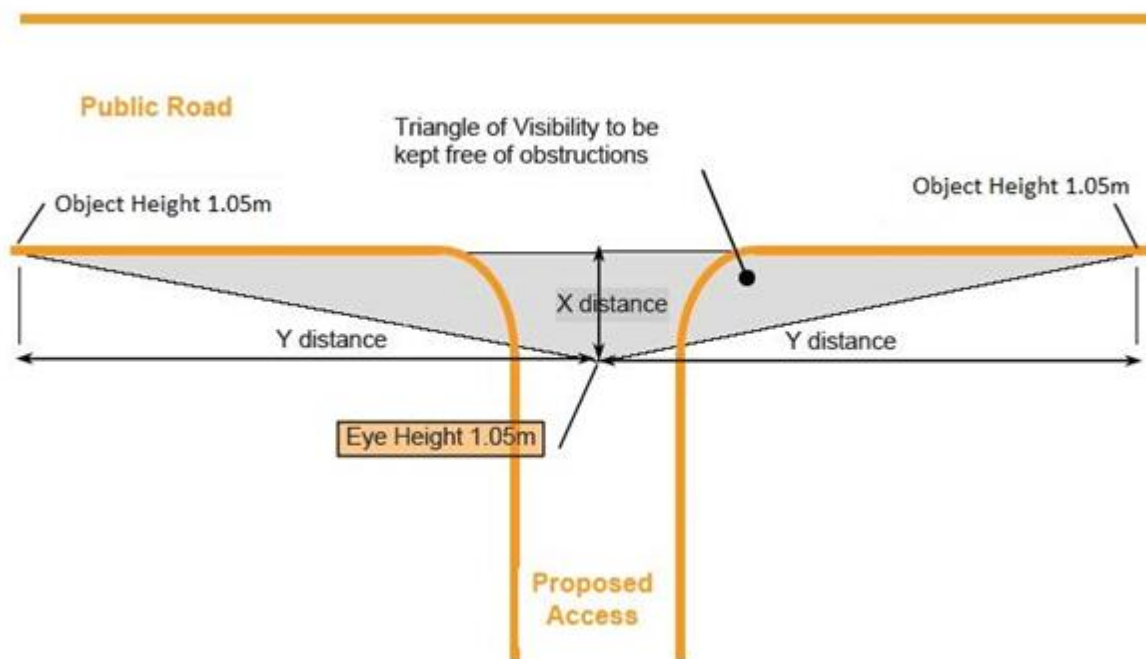 Public Road
Triangle of Visibility to be
kept free of obstructions
Object Height 1.05m
Object Height 1.05m
X distance
Y distance
Y distance
Eye Height 1.05m
Proposed
Access